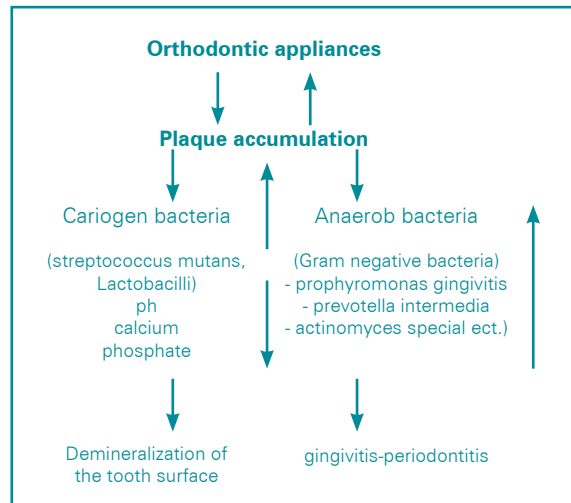 Orthodontic appliances
Plaque accumulation
Cariogen bacteria
(streptococcus mutans,
Lactobacilli)
ph
calcium
phosphate
Demineralization of
the tooth surface
Anaerob bacteria
(Gram negative bacteria)
- prophyromonas gingivitis
- prevotella intermedia
- actinomyces special ect.)
gingivitis-periodontitis